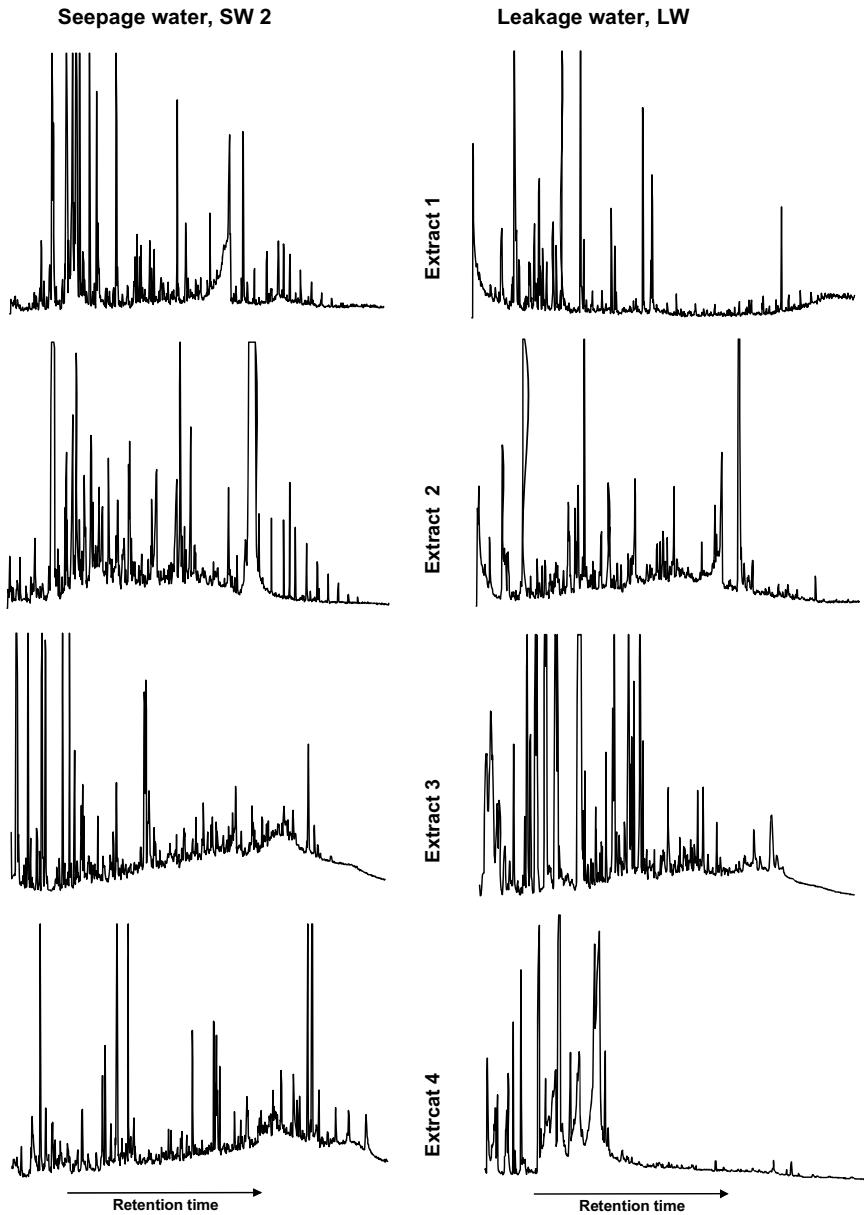 Seepage water, SW 2
Leakage water, LW
Extract 1
Extract 2
Extract 3
Extrcat 4
Retention time
Retention time